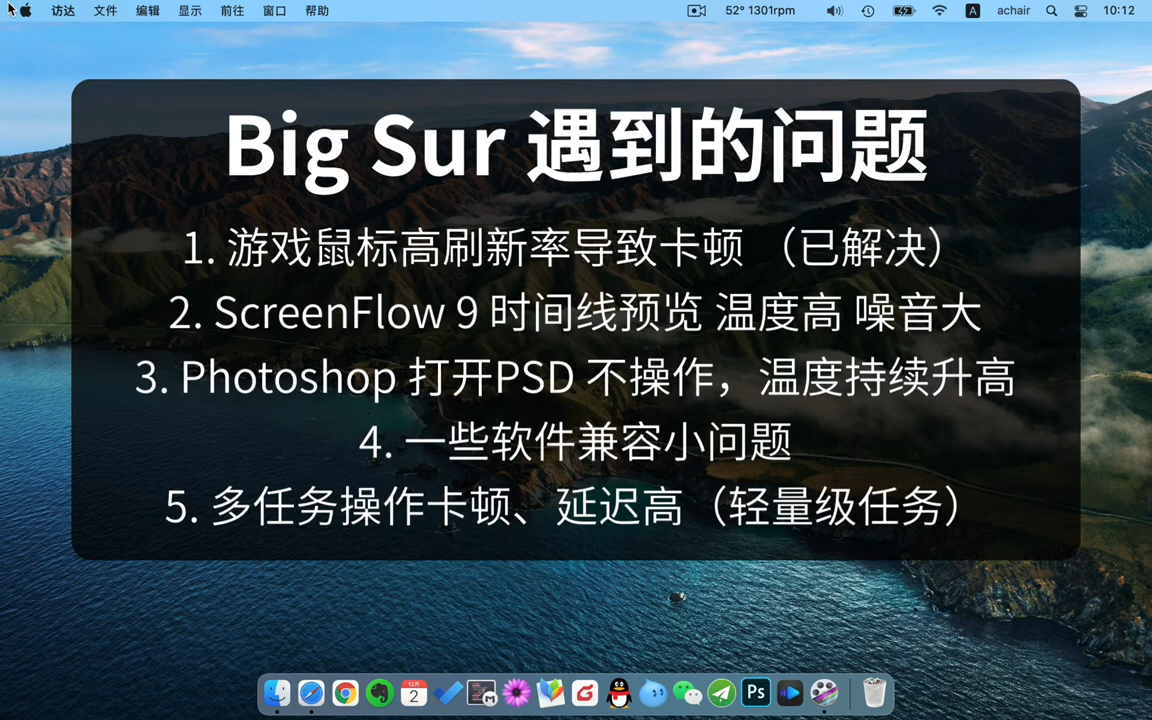 访达 文件 编辑 显示 前往 窗口 帮助 52° 1301rpm A achair 10:12
Big Sur 遇到的问题
1. 游戏鼠标高刷新率导致卡顿 （已解决）
2. ScreenFlow 9 时间线预览 温度高 噪音大
3. Photoshop 打开PSD 不操作，温度持续升高
4. 一些软件兼容小问题
5. 多任务操作卡顿、延迟高（轻量级任务）
12月
2
M
Ps